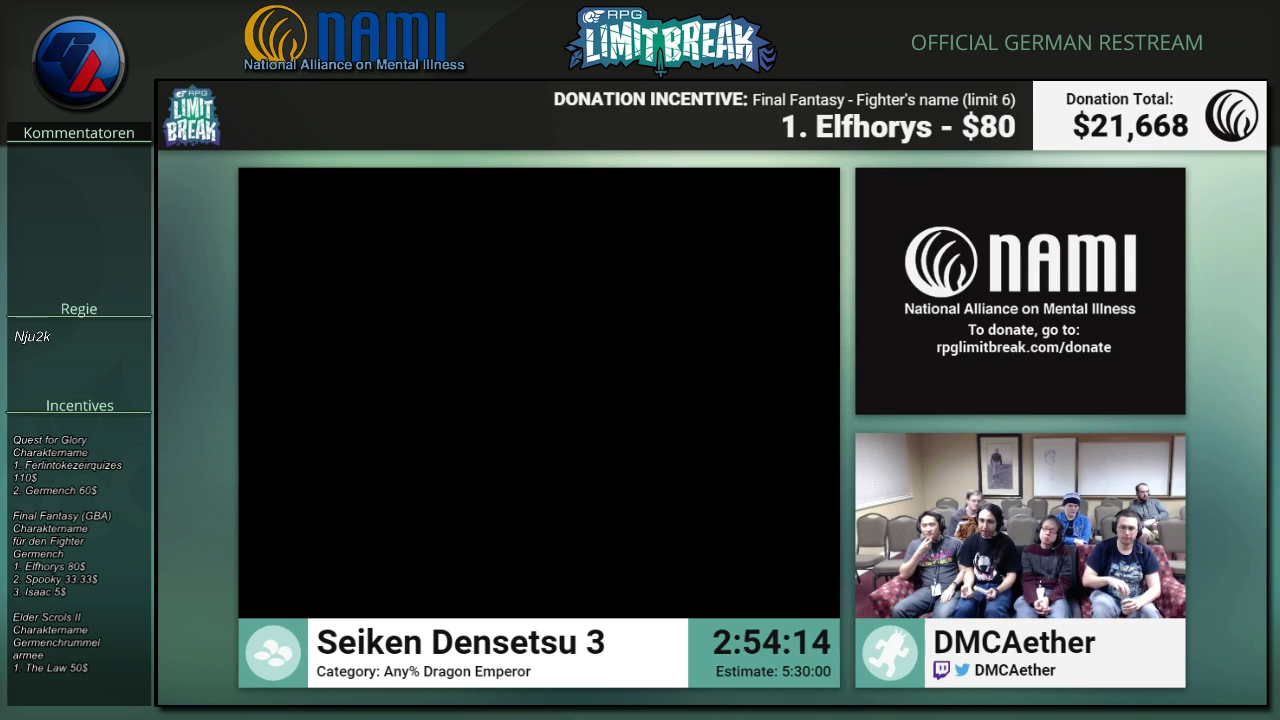 NAMI
National Alliance on Mental Illness
RPG
LIMIT BREAK
OFFICIAL GERMAN RESTREAM
Kommentatoren
Regie
Nju2k
Incentives
Quest for Glory
Charaktername
1. Ferlintokezeirquizes
110$
2. Germench 60$
Final Fantasy (GBA)
Charaktername
für den Fighter
Germench
1. Elfhorys 80$
2. Spooky 33.33$
3. Isaac 5$
Elder Scrols II
Charaktername
Germenchrummel
armee
1. The Law 50$
RPG
LIMIT
BREAK
DONATION INCENTIVE: Final Fantasy - Fighter's name (limit 6)
1. Elfhorys - $80
Donation Total:
$21,668
NAMI
National Alliance on Mental Illness
To donate, go to:
rpglimitbreak.com/donate
Seiken Densetsu 3
Category: Any% Dragon Emperor
2:54:14
Estimate: 5:30:00
DMCAether
DMCAether